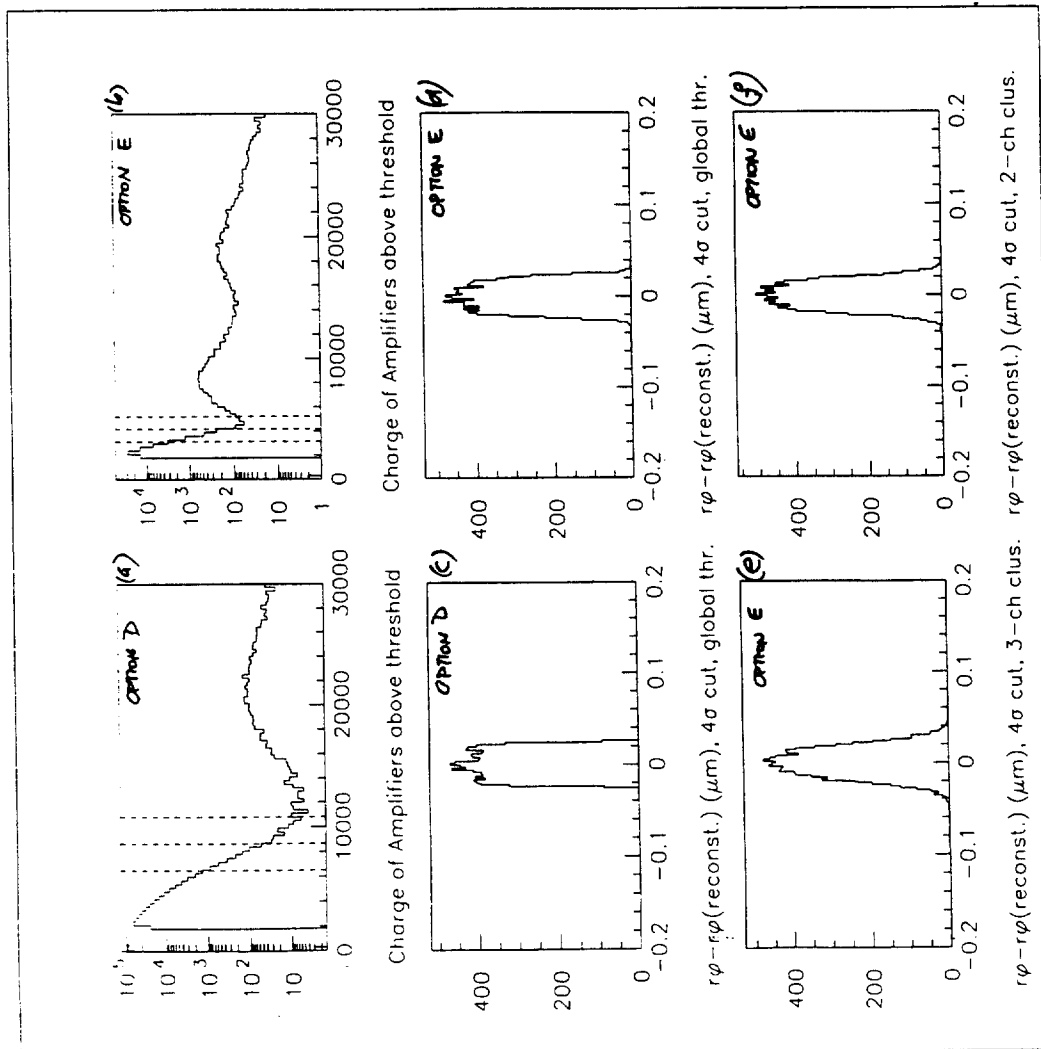 (a)
OPTION D
10⁵
10⁴
10³
10²
10
0
10000
20000
30000
Charge of Amplifiers above threshold
(b)
OPTION E
10⁴
10³
10²
10
1
0
10000
20000
30000
Charge of Amplifiers above threshold
(c)
OPTION D
400
200
0
-0.2
-0.1
0
0.1
0.2
rφ-rφ(reconst.) (μm), 4σ cut, global thr.
(d)
OPTION E
400
200
0
-0.2
-0.1
0
0.1
0.2
rφ-rφ(reconst.) (μm), 4σ cut, global thr.
(e)
OPTION E
400
200
0
-0.2
-0.1
0
0.1
0.2
rφ-rφ(reconst.) (μm), 4σ cut, 3-ch clus.
(f)
OPTION E
400
200
0
-0.2
-0.1
0
0.1
0.2
rφ-rφ(reconst.) (μm), 4σ cut, 2-ch clus.